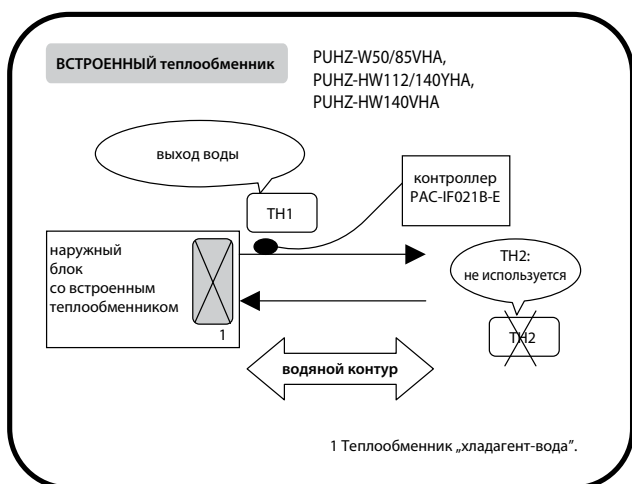 ВСТРОЕННЫЙ теплообменник
PUHZ-W50/85VHA,
PUHZ-HW112/140YHA,
PUHZ-HW140VHA
выход воды
TH1
контроллер
PAC-IF021B-E
наружный
блок
со встроенным
теплообменником
1
TH2:
не используется
TH2
водяной контур
1 Теплообменник „хладагент-вода”.